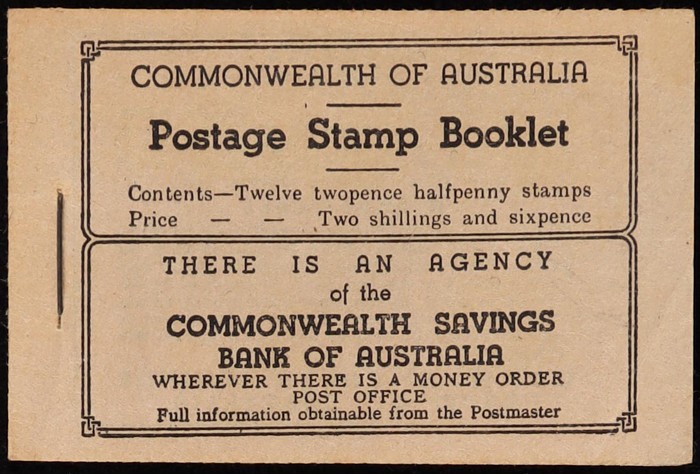 COMMONWEALTH OF AUSTRALIA
Postage Stamp Booklet
Contents—Twelve twopence halfpenny stamps
Price — — Two shillings and sixpence
THERE IS AN AGENCY
of the
COMMONWEALTH SAVINGS
BANK OF AUSTRALIA
WHEREVER THERE IS A MONEY ORDER
POST OFFICE
Full information obtainable from the Postmaster